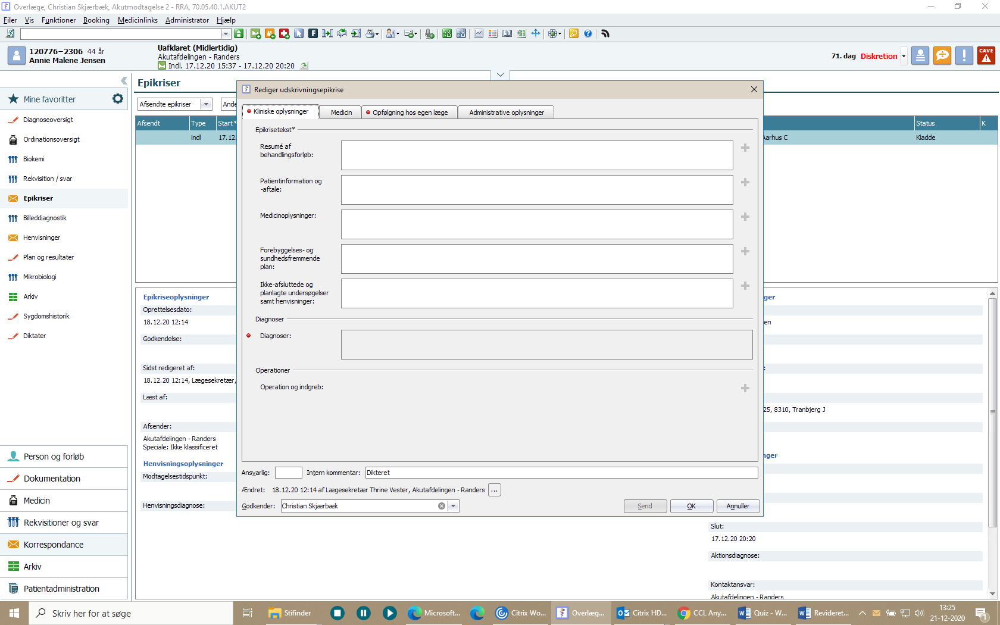 Overlæge, Christian Skjærbæk, Akutmodtagelse 2 - RRA, 70.05.40.1.AKUT2
Filer Vis Funktioner Booking Medicinlinks Administrator Hjælp
120776-2306 44 år
Annie Malene Jensen
Uafklaret (Midlertidig)
Akutafdelingen - Randers
Indl. 17.12.20 15:37 - 17.12.20 20:20
71. dag Diskretion
CAVE
Mine favoritter
Diagnoseoversigt
Ordinationsoversigt
Biokemi
Rekvisition / svar
Epikriser
Billeddiagnostik
Henvisninger
Plan og resultater
Mikrobiologi
Arkiv
Sygdomshistorik
Diktater
Person og forløb
Dokumentation
Medicin
Rekvisitioner og svar
Korrespondance
Arkiv
Patientadministration
Epikriser
Afsendte epikriser
Ande
Afsendt Type Start Status K
indl 17.12. Aarhus C Kladde
Epikriseoplysninger
Oprettelsesdato:
18.12.20 12:14
Godkendelse:
Sidst redigeret af:
18.12.20 12:14, Lægesekretær,
Læst af:
Afsender:
Akutafdelingen - Randers
Speciale: Ikke klassificeret
Henvisningsoplysninger
Modtagelsestidspunkt:
Henvisningsdiagnose:
Rediger udskrivningsepikrise
Kliniske oplysninger Medicin Opfølgning hos egen læge Administrative oplysninger
Epikrisetekst*
Resumé af
behandlingsforløb:
Patientinformation og
-aftale:
Medicinoplysninger:
Forebyggelses- og
sundhedsfremmende
plan:
Ikke-afsluttede og
planlagte undersøgelser
samt henvisninger:
Diagnoser
Diagnoser:
Operationer
Operation og indgreb:
Ansvarlig: Intern kommentar: Dikteret
Ændret: 18.12.20 12:14 af Lægesekretær Thrine Vester, Akutafdelingen - Randers ...
Godkender: Christian Skjærbæk Send OK Annuller
ger
en
:
25, 8310, Tranbjerg J
nger
Slut:
17.12.20 20:20
Aktionsdiagnose:
Kontaktansvar:
Akutafdelingen - Randers
Skriv her for at søge
Stifinder
Microsoft...
Citrix Wo...
Overlæg...
Citrix HD...
CCL Any...
Quiz - W...
Revideret...
13:25
21-12-2020
1